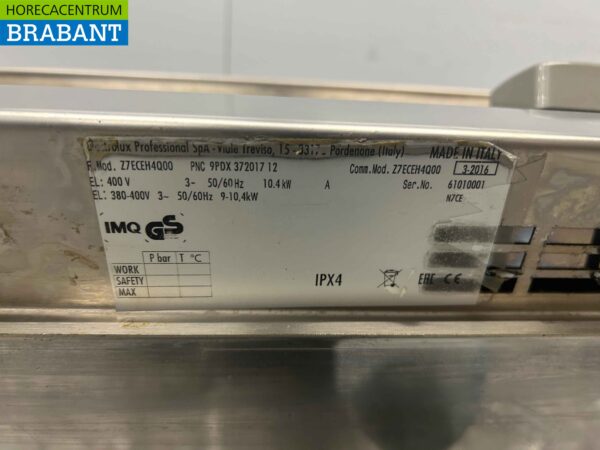 HORECACENTRUM
BRABANT
Professional SpA - Viale Treviso, 15 - Pordenone (Italy) MADE IN ITALY
F.Mod. Z7ECEH4Q00 PNC 9PDX 372017 12 Comm.Mod. Z7ECEH4Q00 3-2016
EL: 400 V 3~ 50/60 Hz 10.4 kW A Ser.No. 61010001
EL: 380-400V 3~ 50/60Hz 9-10,4kW N7CE
IMQ GS
P bar T °C
WORK
SAFETY
MAX
IPX4 EAC CE